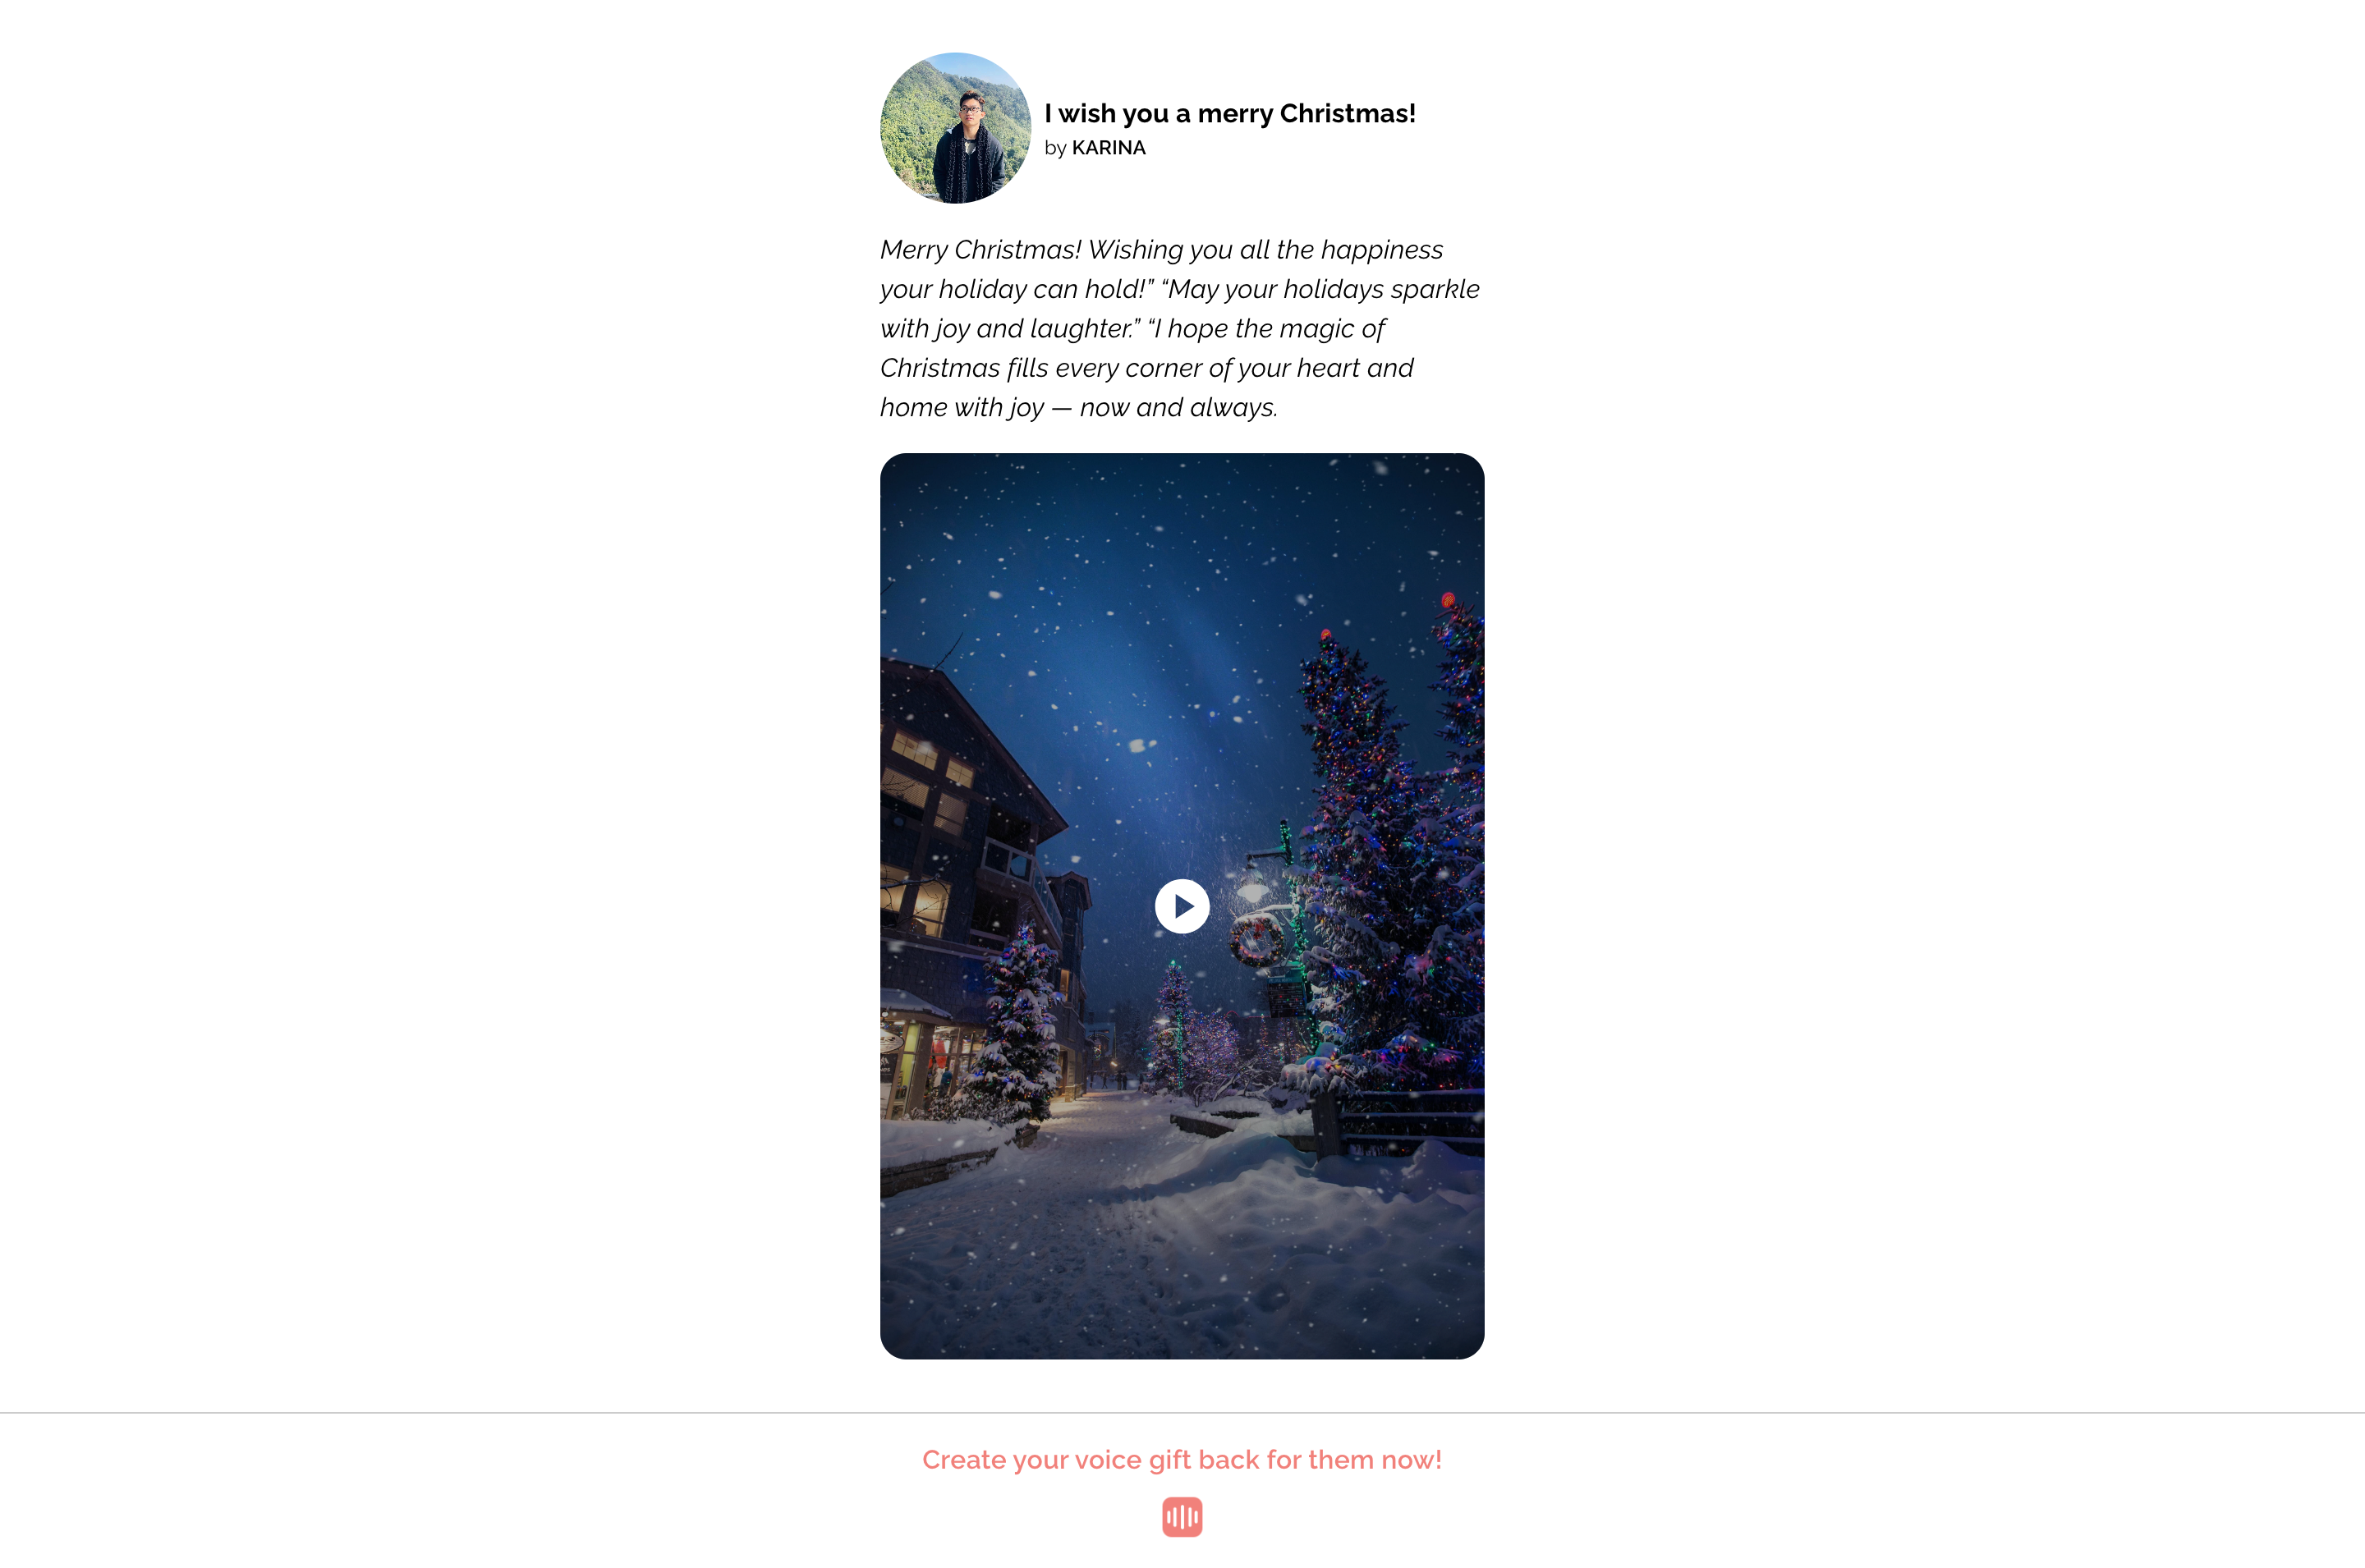 I wish you a merry Christmas!
by KARINA
Merry Christmas! Wishing you all the happiness
your holiday can hold!” “May your holidays sparkle
with joy and laughter.” “I hope the magic of
Christmas fills every corner of your heart and
home with joy — now and always.
Create your voice gift back for them now!